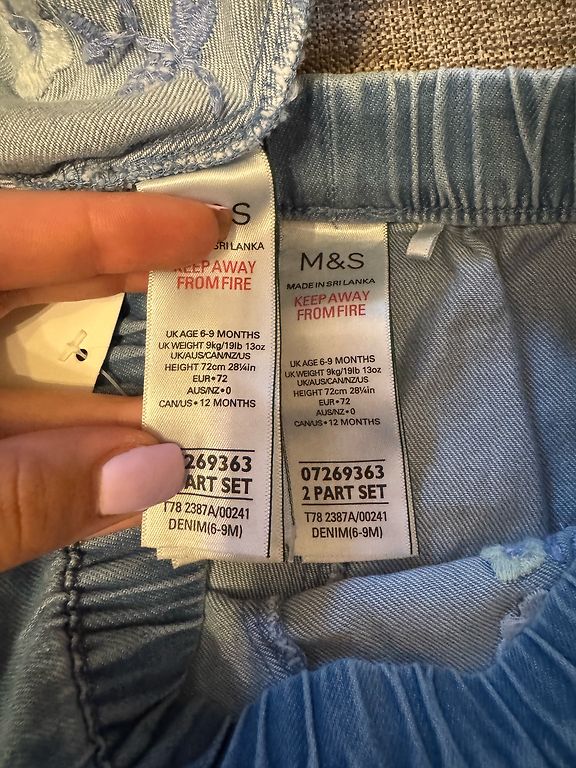 S
SRI LANKA
KEEP AWAY
FROM FIRE
UK AGE 6-9 MONTHS
UK WEIGHT 9kg/19lb 13oz
UK/AUS/CAN/NZ/US
HEIGHT 72cm 28¼in
EUR•72
AUS/NZ•0
CAN/US•12 MONTHS
269363
PART SET
T78 2387A/00241
DENIM(6-9M)
M&S
MADE IN SRI LANKA
KEEP AWAY
FROM FIRE
UK AGE 6-9 MONTHS
UK WEIGHT 9kg/19lb 13oz
UK/AUS/CAN/NZ/US
HEIGHT 72cm 28¼in
EUR•72
AUS/NZ•0
CAN/US•12 MONTHS
07269363
2 PART SET
T78 2387A/00241
DENIM(6-9M)